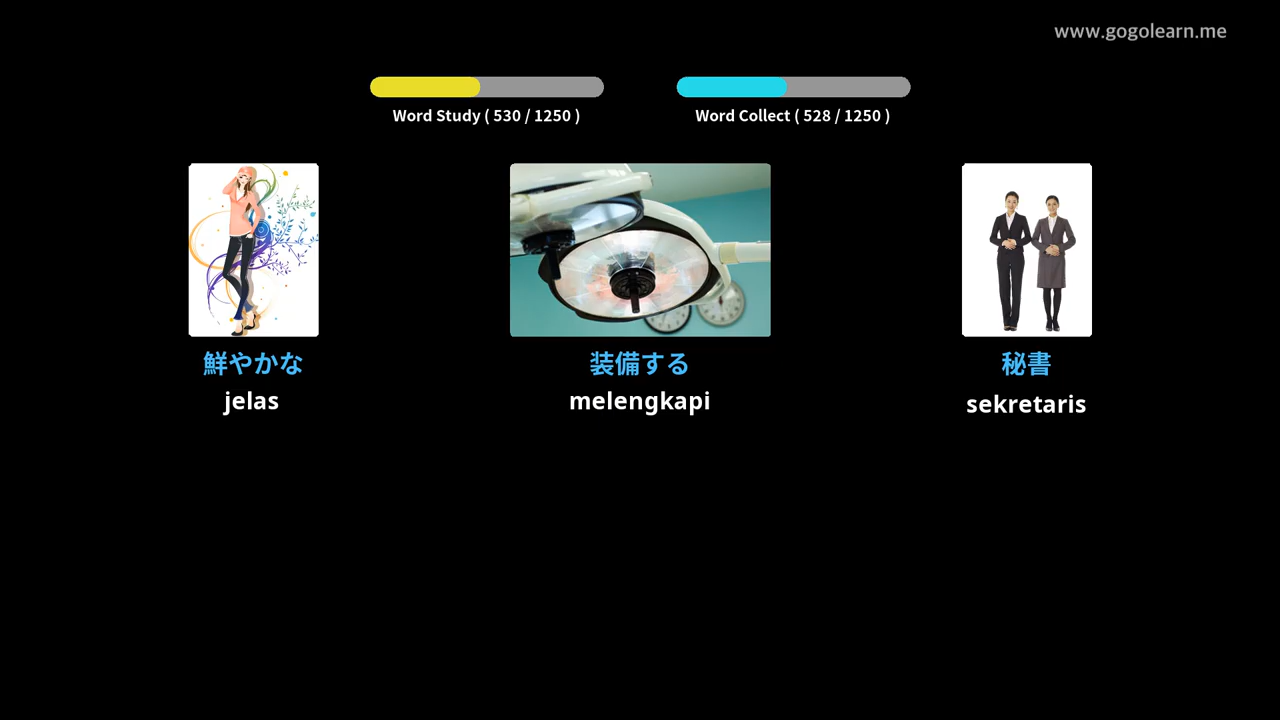 www.gogolearn.me
Word Study ( 530 / 1250 )
Word Collect ( 528 / 1250 )
鮮やかな
装備する
秘書
jelas
melengkapi
sekretaris